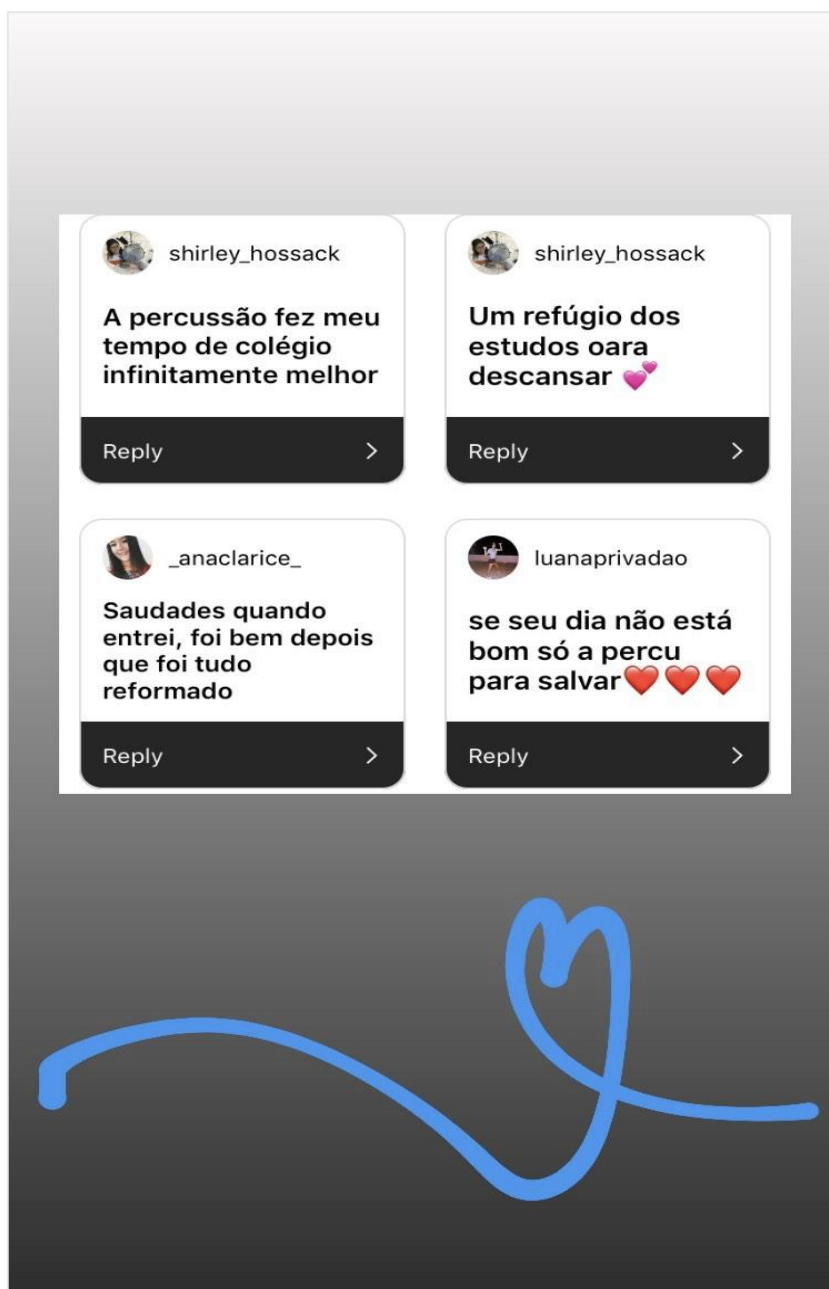 shirley_hossack
A percussão fez meu
tempo de colégio
infinitamente melhor
Reply
shirley_hossack
Um refúgio dos
estudos oara
descansar 💕
Reply
_anaclarice_
Saudades quando
entrei, foi bem depois
que foi tudo
reformado
Reply
luanaprivadao
se seu dia não está
bom só a percu
para salvar❤️❤️❤️
Reply